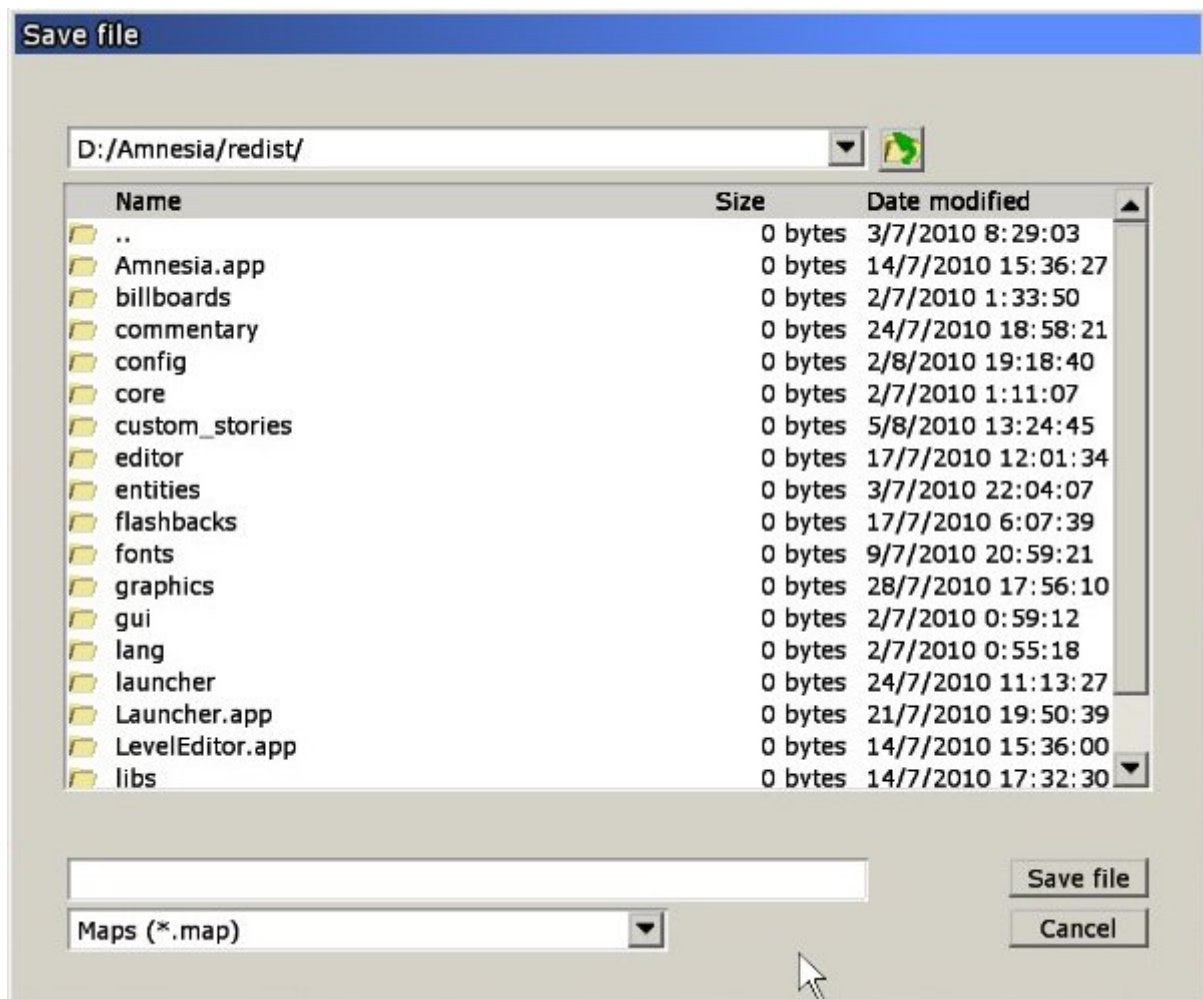 Save file
D:/Amnesia/redist/
Name Size Date modified
.. 0 bytes 3/7/2010 8:29:03
Amnesia.app 0 bytes 14/7/2010 15:36:27
billboards 0 bytes 2/7/2010 1:33:50
commentary 0 bytes 24/7/2010 18:58:21
config 0 bytes 2/8/2010 19:18:40
core 0 bytes 2/7/2010 1:11:07
custom_stories 0 bytes 5/8/2010 13:24:45
editor 0 bytes 17/7/2010 12:01:34
entities 0 bytes 3/7/2010 22:04:07
flashbacks 0 bytes 17/7/2010 6:07:39
fonts 0 bytes 9/7/2010 20:59:21
graphics 0 bytes 28/7/2010 17:56:10
gui 0 bytes 2/7/2010 0:59:12
lang 0 bytes 2/7/2010 0:55:18
launcher 0 bytes 24/7/2010 11:13:27
Launcher.app 0 bytes 21/7/2010 19:50:39
LevelEditor.app 0 bytes 14/7/2010 15:36:00
libs 0 bytes 14/7/2010 17:32:30
Save file
Maps (*.map)
Cancel